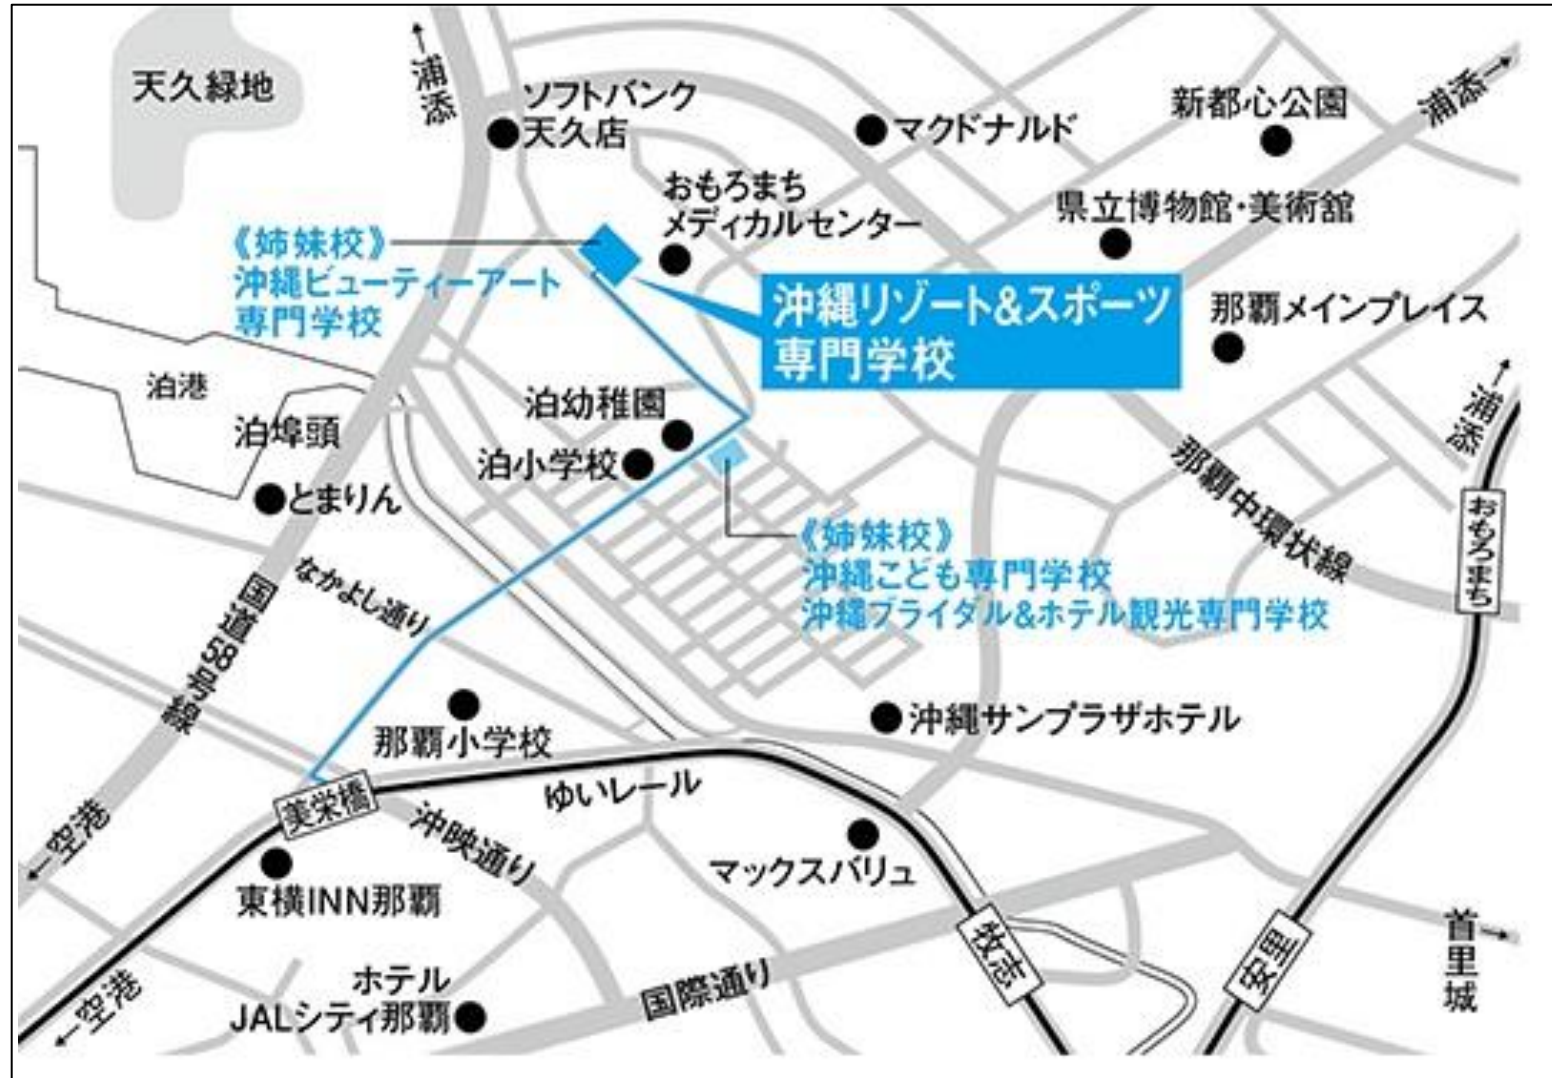 天久緑地
←浦添
ソフトバンク
天久店
マクドナルド
新都心公園
浦添→
おもろまち
メディカルセンター
県立博物館・美術舘
《姉妹校》
沖縄ビューティーアート
専門学校
沖縄リゾート&スポーツ
専門学校
那覇メインプレイス
泊港
泊埠頭
とまりん
泊幼稚園
泊小学校
←浦添
那覇中環状線
おもろまち
《姉妹校》
沖縄こども専門学校
沖縄ブライダル&ホテル観光専門学校
なかよし通り
国道58号線
那覇小学校
沖縄サンプラザホテル
美栄橋
ゆいレール
沖映通り
←空港
東横INN那覇
マックスバリュ
牧志
安里
首里城
→
国際通り
ホテル
JALシティ那覇
←空港